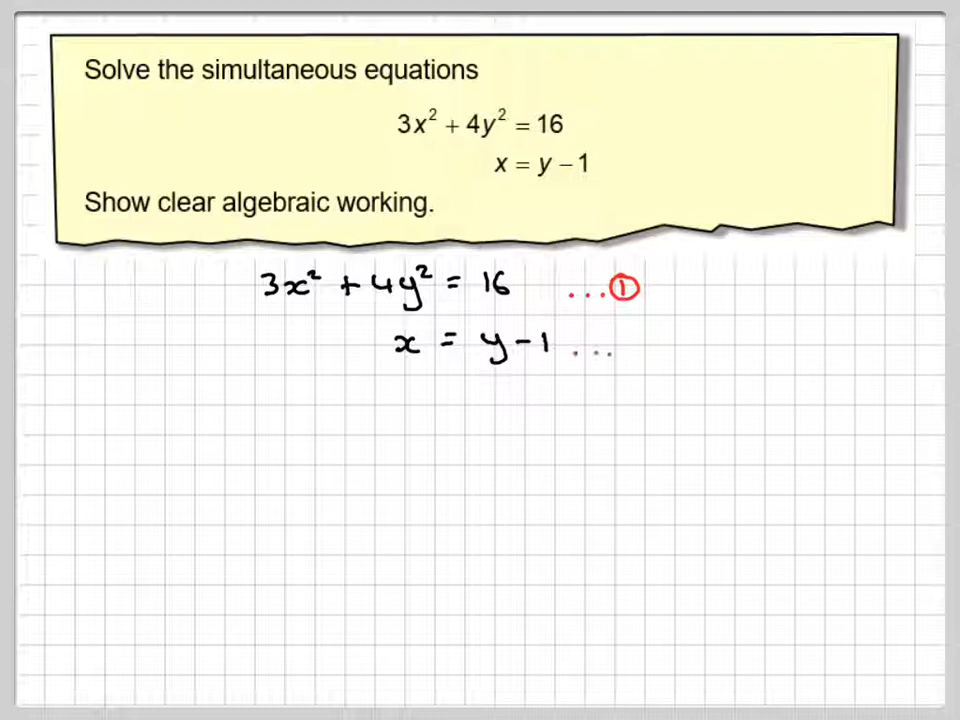 Solve the simultaneous equations
3x² + 4y² = 16
x = y − 1
Show clear algebraic working.
3x² + 4y² = 16 ...①
x = y − 1 ...